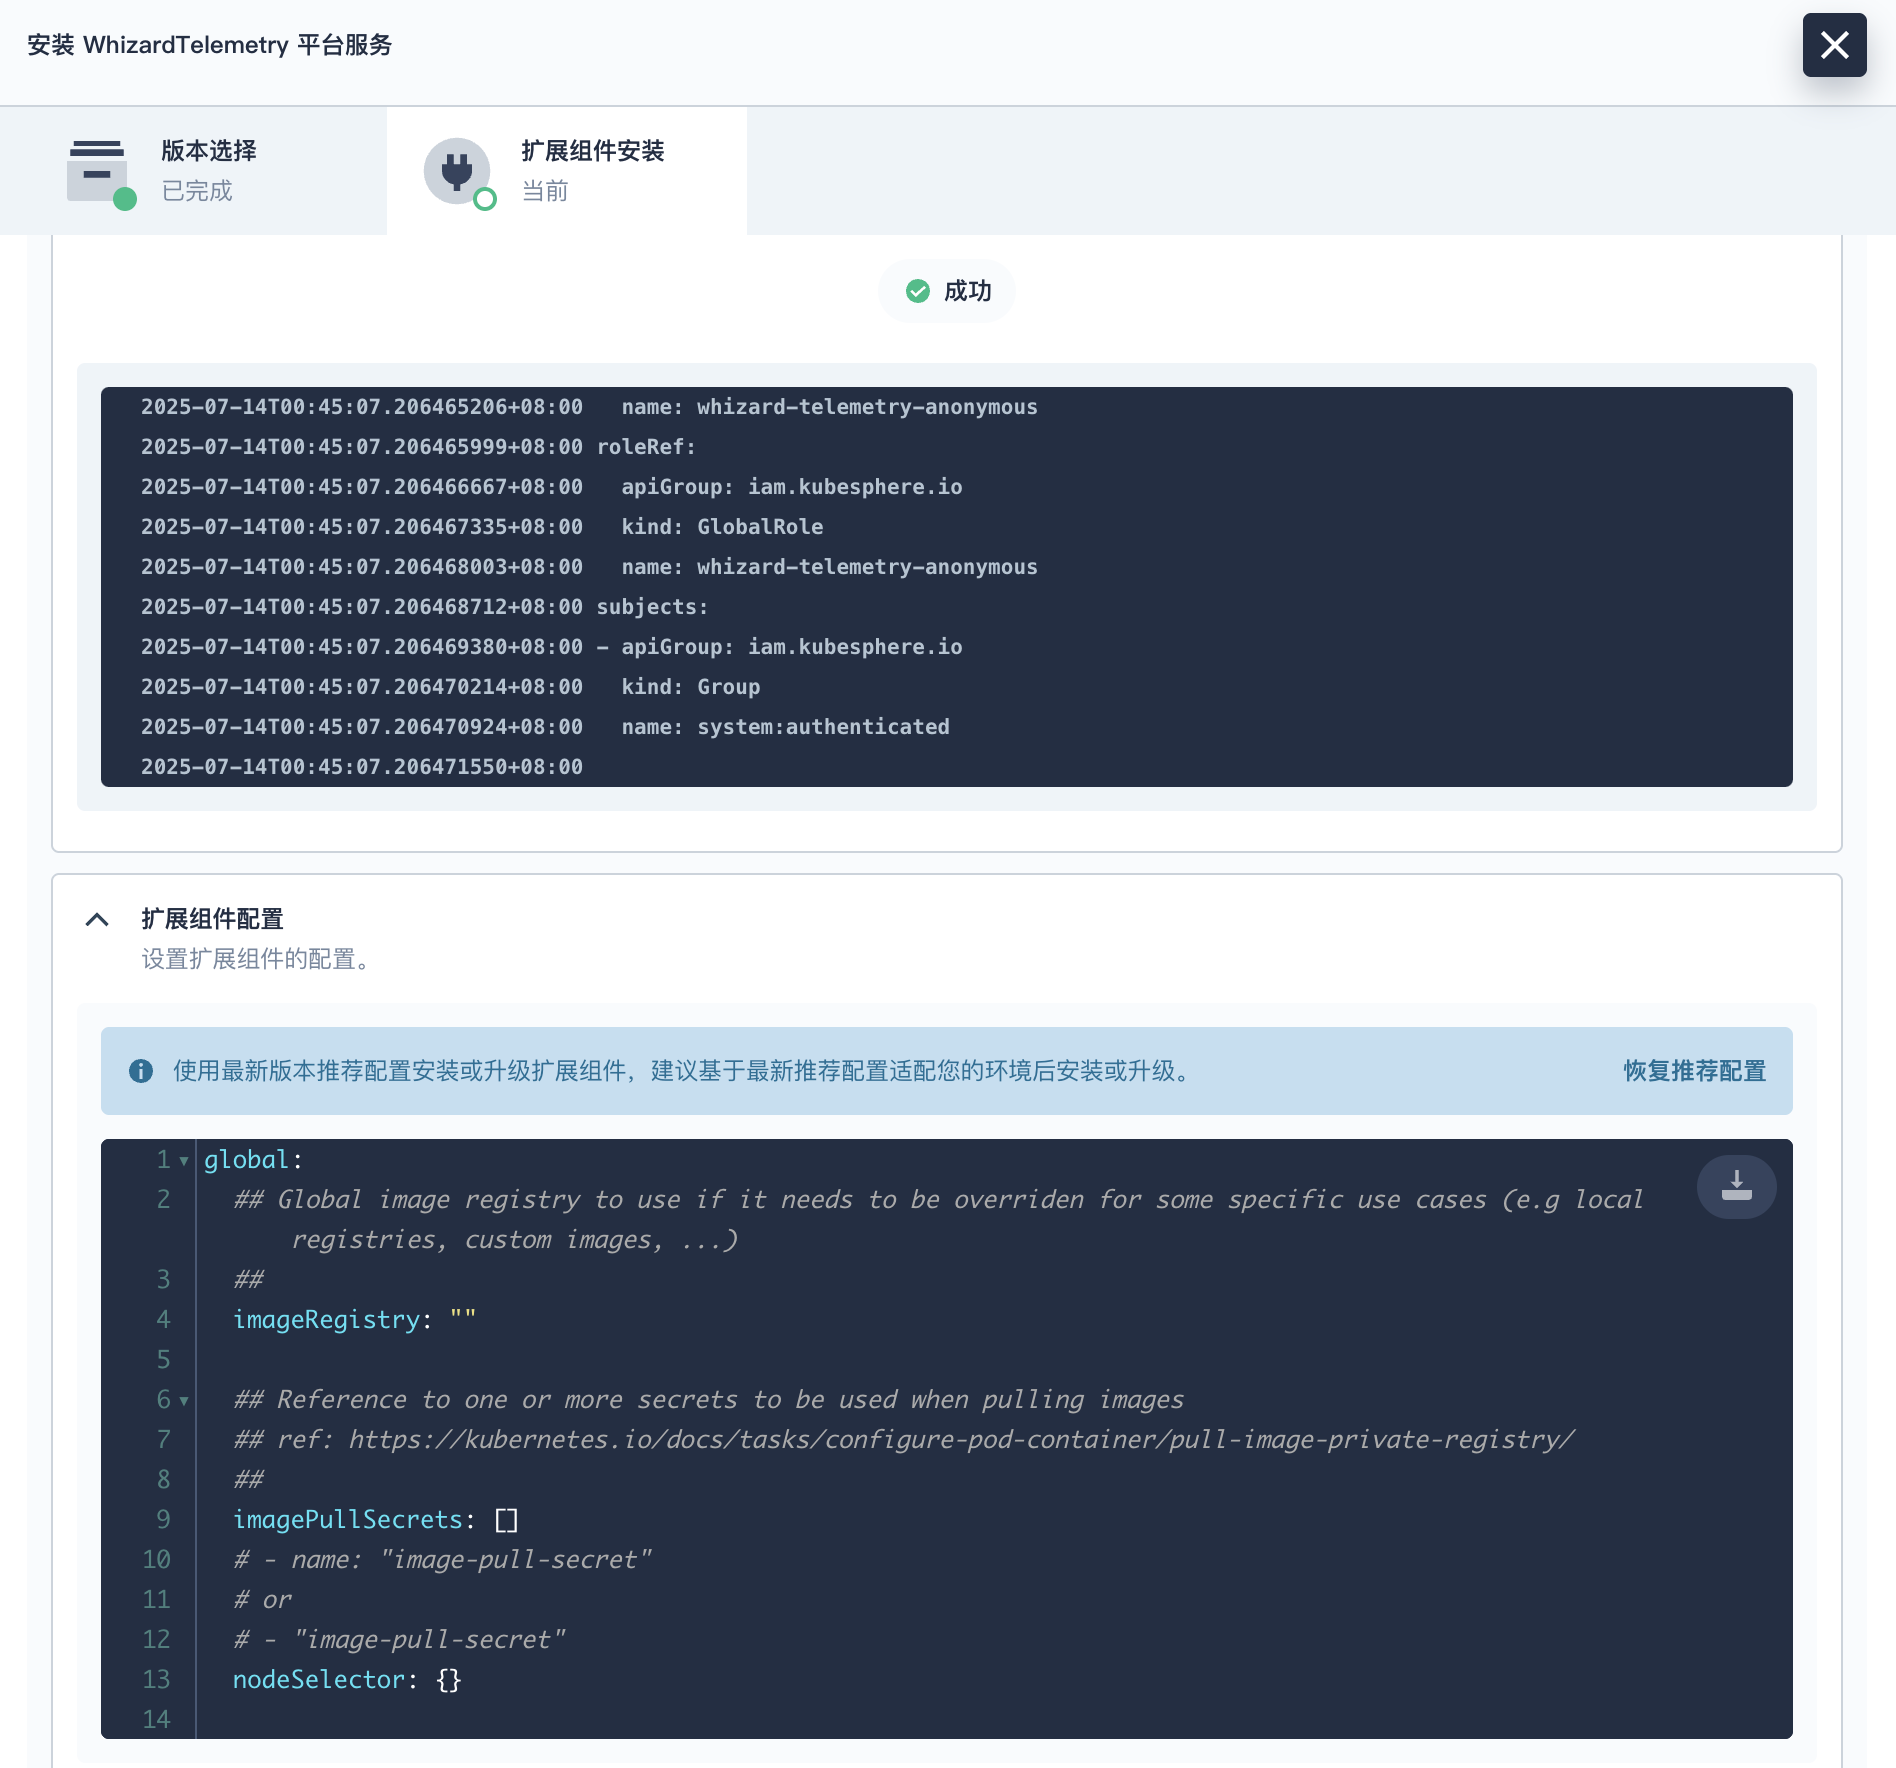 安装 WhizardTelemetry 平台服务
版本选择
已完成
扩展组件安装
当前
成功
2025-07-14T00:45:07.206465206+08:00   name: whizard-telemetry-anonymous
2025-07-14T00:45:07.206465999+08:00 roleRef:
2025-07-14T00:45:07.206466667+08:00   apiGroup: iam.kubesphere.io
2025-07-14T00:45:07.206467335+08:00   kind: GlobalRole
2025-07-14T00:45:07.206468003+08:00   name: whizard-telemetry-anonymous
2025-07-14T00:45:07.206468712+08:00 subjects:
2025-07-14T00:45:07.206469380+08:00 - apiGroup: iam.kubesphere.io
2025-07-14T00:45:07.206470214+08:00   kind: Group
2025-07-14T00:45:07.206470924+08:00   name: system:authenticated
2025-07-14T00:45:07.206471550+08:00
扩展组件配置
设置扩展组件的配置。
使用最新版本推荐配置安装或升级扩展组件，建议基于最新推荐配置适配您的环境后安装或升级。 恢复推荐配置
1 global:
2   ## Global image registry to use if it needs to be overriden for some specific use cases (e.g local
registries, custom images, ...)
3   ##
4   imageRegistry: ""
5
6   ## Reference to one or more secrets to be used when pulling images
7   ## ref: https://kubernetes.io/docs/tasks/configure-pod-container/pull-image-private-registry/
8   ##
9   imagePullSecrets: []
10   # - name: "image-pull-secret"
11   # or
12   # - "image-pull-secret"
13   nodeSelector: {}
14